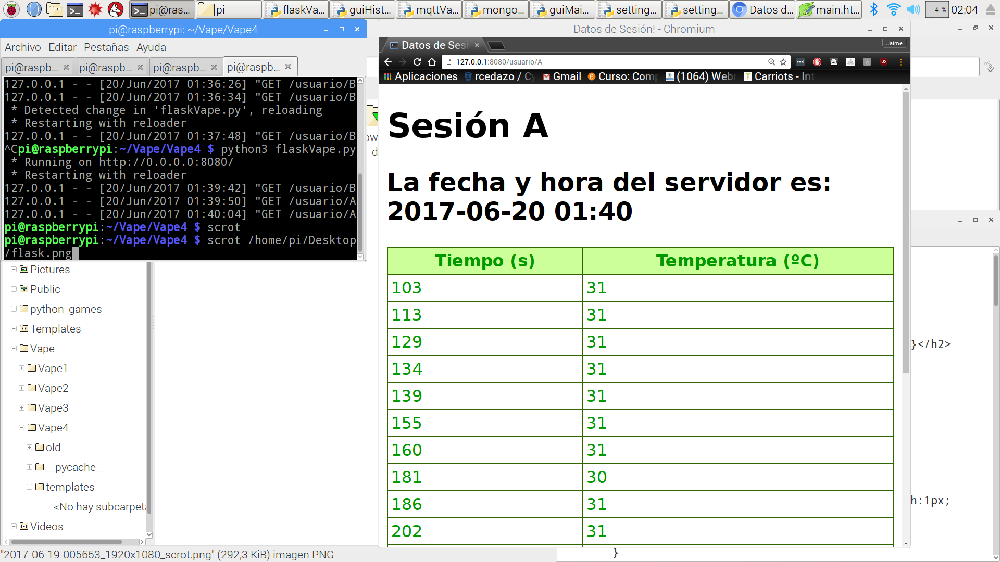 pi@ras...
pi
flaskVa...
guiHist...
mqttVa...
mongo...
guiMai...
setting...
setting...
Datos d...
main.ht...
4 %
02:04
pi@raspberrypi: ~/Vape/Vape4
Archivo Editar Pestañas Ayuda
pi@raspb... pi@raspb... pi@raspb... pi@raspb...
127.0.0.1 - - [20/Jun/2017 01:36:26] "GET /usuario/B
127.0.0.1 - - [20/Jun/2017 01:36:34] "GET /usuario/B
* Detected change in 'flaskVape.py', reloading
* Restarting with reloader
127.0.0.1 - - [20/Jun/2017 01:37:48] "GET /usuario/B
^Cpi@raspberrypi:~/Vape/Vape4 $ python3 flaskVape.py
* Running on http://0.0.0.0:8080/
* Restarting with reloader
127.0.0.1 - - [20/Jun/2017 01:39:42] "GET /usuario/B
127.0.0.1 - - [20/Jun/2017 01:39:50] "GET /usuario/A
127.0.0.1 - - [20/Jun/2017 01:40:04] "GET /usuario/A
pi@raspberrypi:~/Vape/Vape4 $ scrot
pi@raspberrypi:~/Vape/Vape4 $ scrot /home/pi/Desktop
/flask.png
Pictures
Public
python_games
Templates
Vape
Vape1
Vape2
Vape3
Vape4
old
__pycache__
templates
<No hay subcarpet
Videos
"2017-06-19-005653_1920x1080_scrot.png" (292,3 KiB) imagen PNG
Datos de Sesión! - Chromium
Datos de Sesi
Jaime
127.0.0.1:8080/usuario/A
Aplicaciones rcedazo / Cy Gmail Curso: Comp (1064) Webr Carriots - Int
Sesión A
La fecha y hora del servidor es:
2017-06-20 01:40
Tiempo (s) Temperatura (ºC)
103 31
113 31
129 31
134 31
139 31
155 31
160 31
181 30
186 31
202 31
}</h2>
h:1px;
}